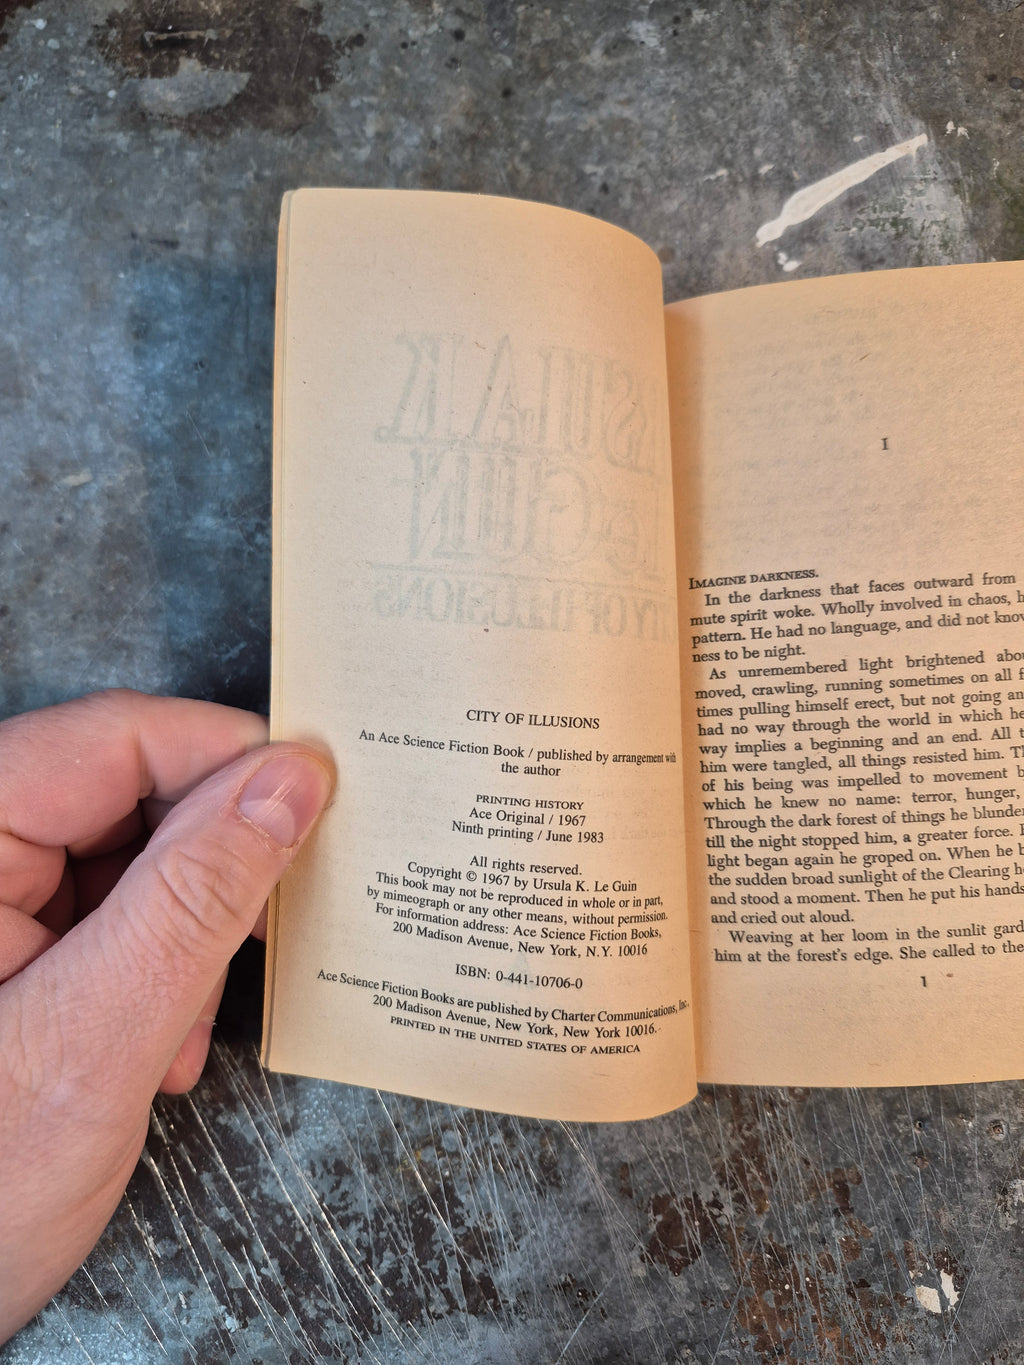 CITY OF ILLUSIONS
An Ace Science Fiction Book / published by arrangement with
the author
PRINTING HISTORY
Ace Original / 1967
Ninth printing / June 1983
All rights reserved.
Copyright © 1967 by Ursula K. Le Guin
This book may not be reproduced in whole or in part,
by mimeograph or any other means, without permission.
For information address: Ace Science Fiction Books,
200 Madison Avenue, New York, N.Y. 10016
ISBN: 0-441-10706-0
Ace Science Fiction Books are published by Charter Communications, Inc.
200 Madison Avenue, New York, New York 10016.
PRINTED IN THE UNITED STATES OF AMERICA
I
IMAGINE DARKNESS.
In the darkness that faces outward from
mute spirit woke. Wholly involved in chaos,
pattern. He had no language, and did not
ness to be night.
As unremembered light brightened
moved, crawling, running sometimes on all
times pulling himself erect, but not going
had no way through the world in which
way implies a beginning and an end. All
him were tangled, all things resisted him.
of his being was impelled to movement
which he knew no name: terror, hunger,
Through the dark forest of things he
till the night stopped him, a greater force.
light began again he groped on. When he
the sudden broad sunlight of the Clearing
and stood a moment. Then he put his hands
and cried out aloud.
Weaving at her loom in the sunlit
him at the forest's edge. She called to the
1